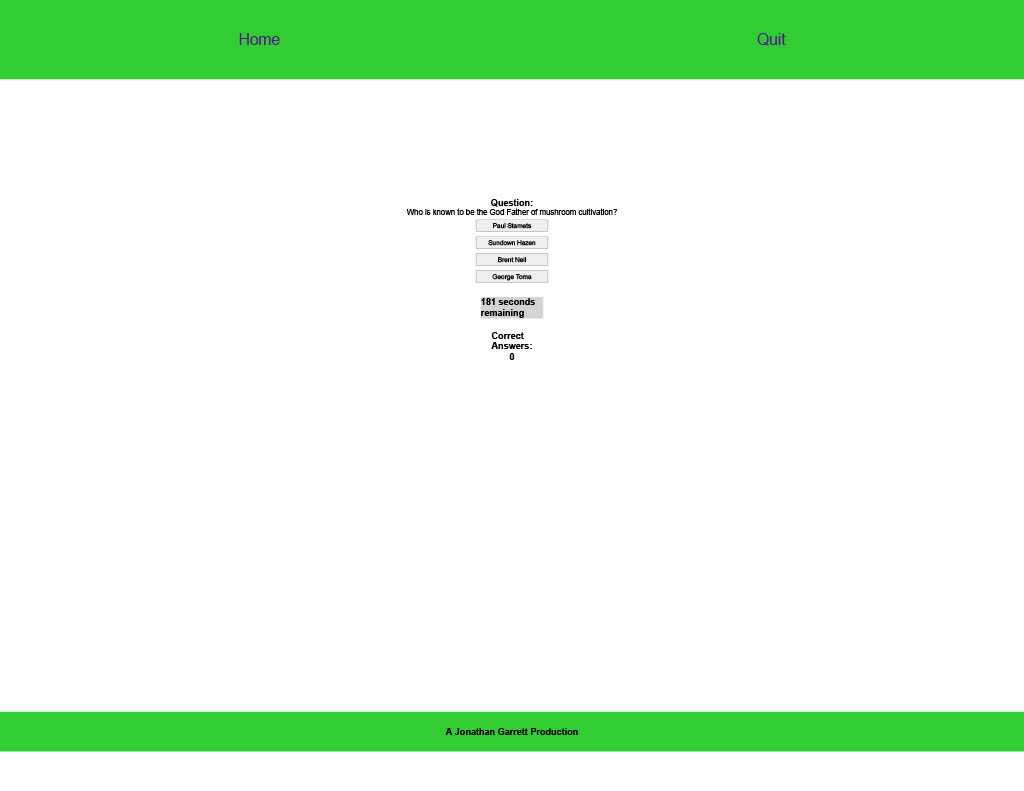 Home Quit
Question:
Who is known to be the God Father of mushroom cultivation?
Paul Stamets
Sundown Hazen
Brent Neil
George Toma
181 seconds
remaining
Correct
Answers:
0
A Jonathan Garrett Production